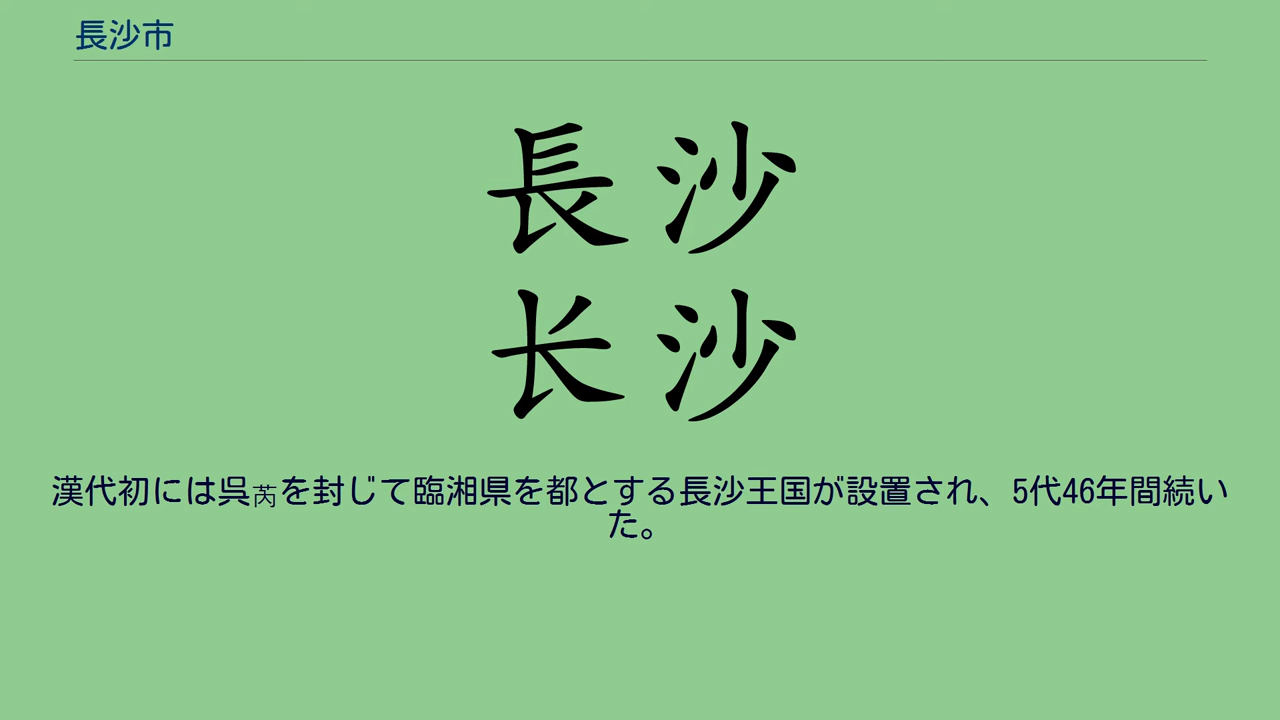 長沙市
長沙
长沙
漢代初には呉芮を封じて臨湘県を都とする長沙王国が設置され、5代46年間続い
た。